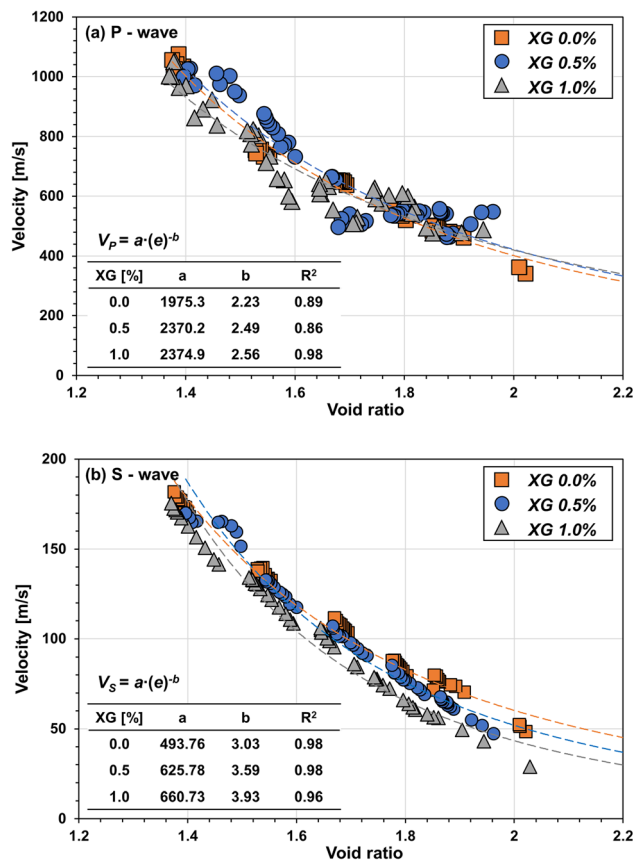 (a) P - wave
XG 0.0%
XG 0.5%
XG 1.0%
1200
1000
800
600
400
200
0
Velocity [m/s]
V_P = a·(e)^-b
XG [%] a b R²
0.0 1975.3 2.23 0.89
0.5 2370.2 2.49 0.86
1.0 2374.9 2.56 0.98
1.2 1.4 1.6 1.8 2 2.2
Void ratio
(b) S - wave
XG 0.0%
XG 0.5%
XG 1.0%
200
150
100
50
0
Velocity [m/s]
V_S = a·(e)^-b
XG [%] a b R²
0.0 493.76 3.03 0.98
0.5 625.78 3.59 0.98
1.0 660.73 3.93 0.96
1.2 1.4 1.6 1.8 2 2.2
Void ratio